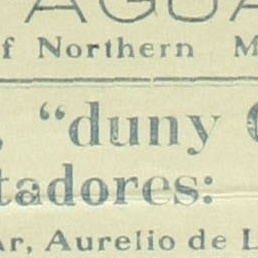 AGUA
f Northern M
, “duny C
tadores:
Ar, Aurelio de L